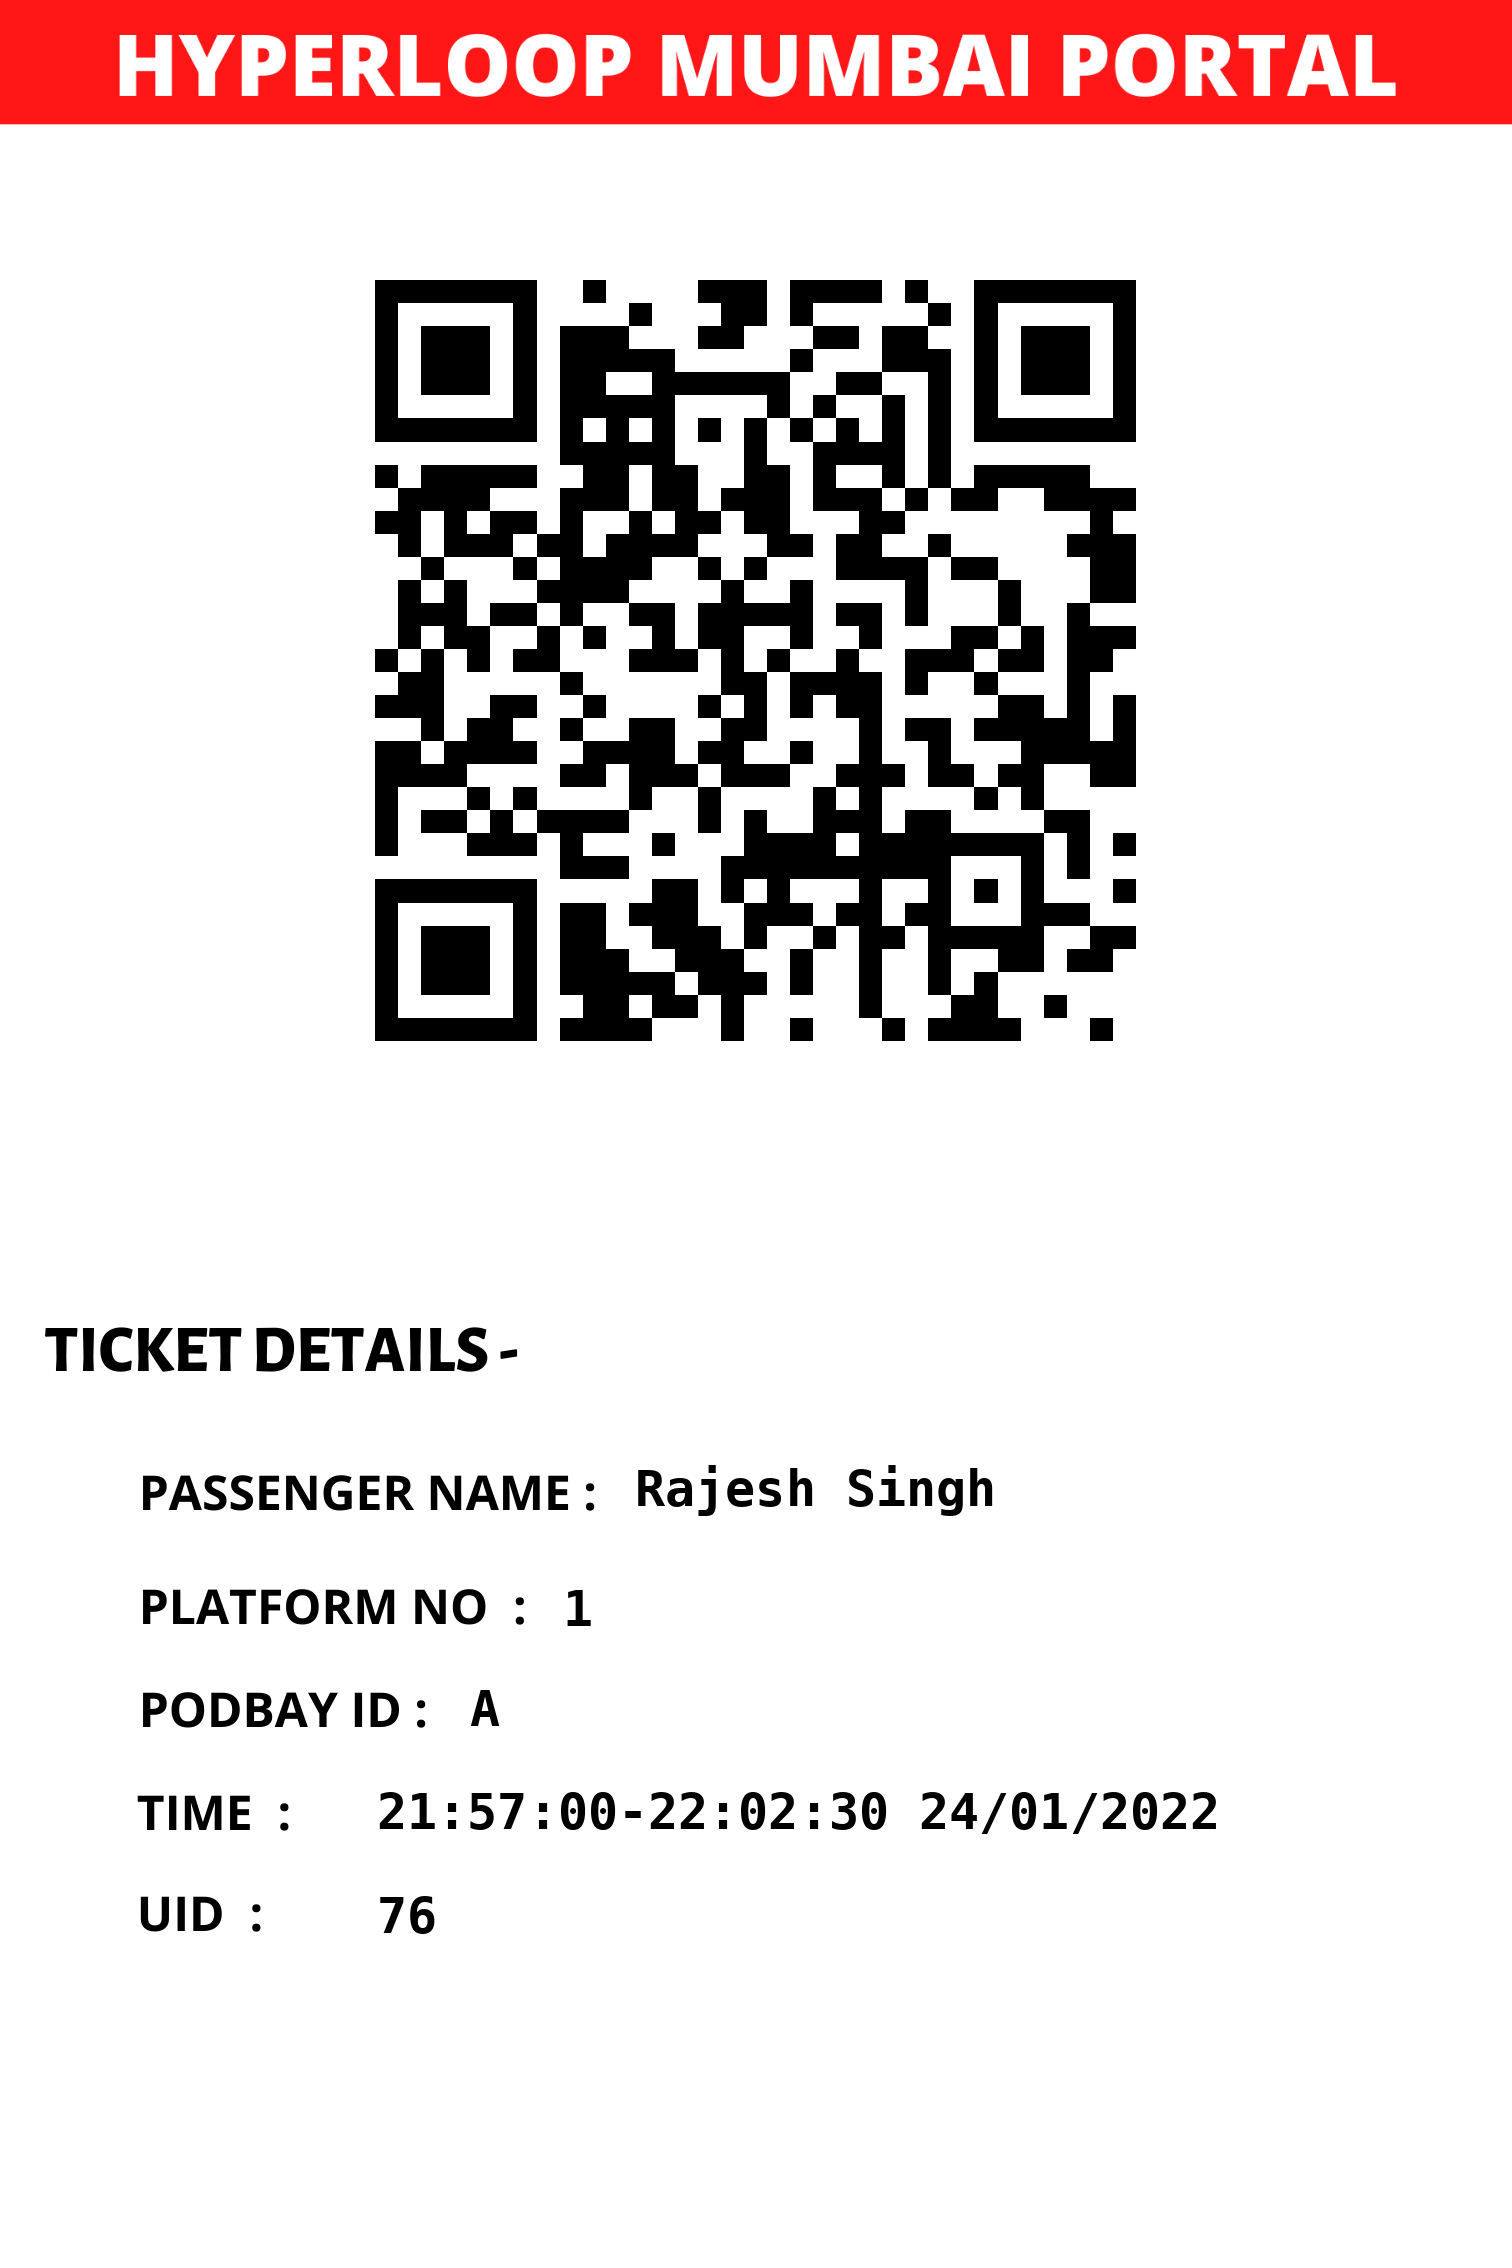 HYPERLOOP MUMBAI PORTAL
TICKET DETAILS -
PASSENGER NAME : Rajesh Singh
PLATFORM NO : 1
PODBAY ID : A
TIME : 21:57:00-22:02:30 24/01/2022
UID : 76